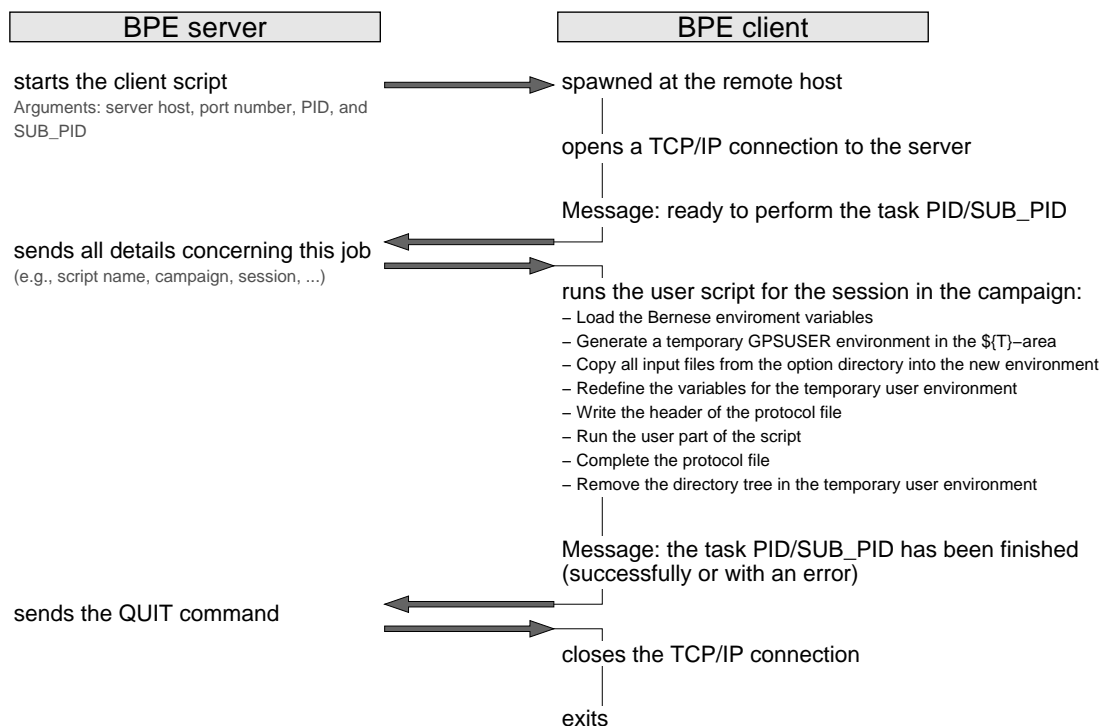 BPE server
BPE client
starts the client script
Arguments: server host, port number, PID, and
SUB_PID
spawned at the remote host
opens a TCP/IP connection to the server
Message: ready to perform the task PID/SUB_PID
sends all details concerning this job
(e.g., script name, campaign, session, ...)
runs the user script for the session in the campaign:
– Load the Bernese enviroment variables
– Generate a temporary GPSUSER environment in the ${T}–area
– Copy all input files from the option directory into the new environment
– Redefine the variables for the temporary user environment
– Write the header of the protocol file
– Run the user part of the script
– Complete the protocol file
– Remove the directory tree in the temporary user environment
Message: the task PID/SUB_PID has been finished
(successfully or with an error)
sends the QUIT command
closes the TCP/IP connection
exits